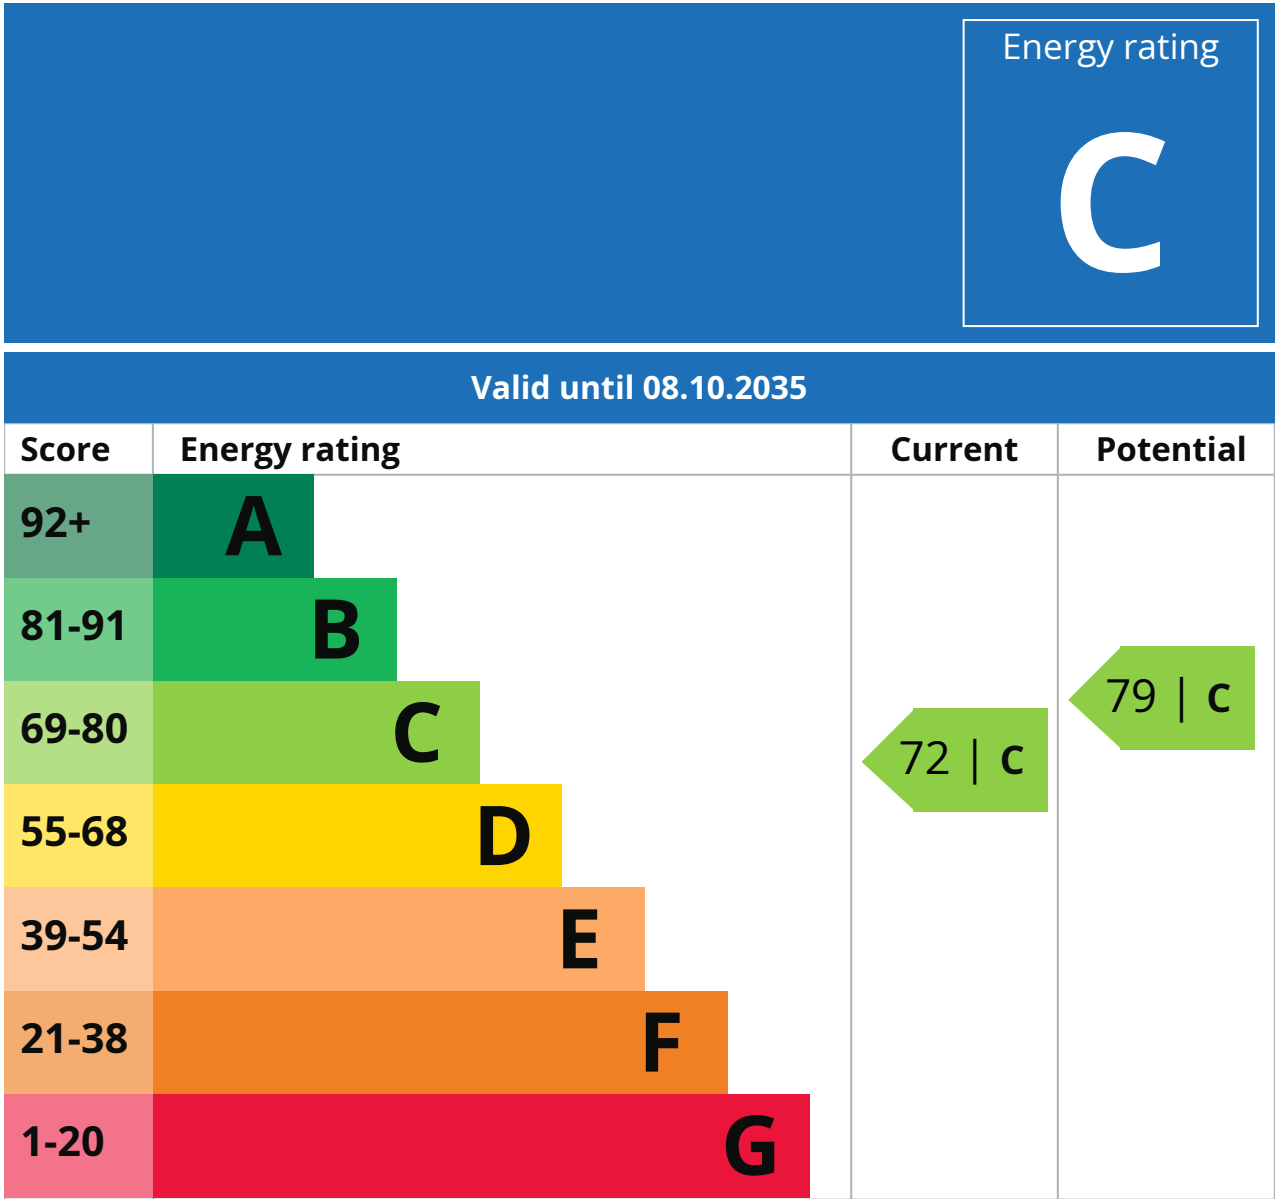 Energy rating
C
Valid until 08.10.2035
Score Energy rating Current Potential
92+ A
81-91 B
69-80 C
79 | C
72 | C
55-68 D
39-54 E
21-38 F
1-20 G